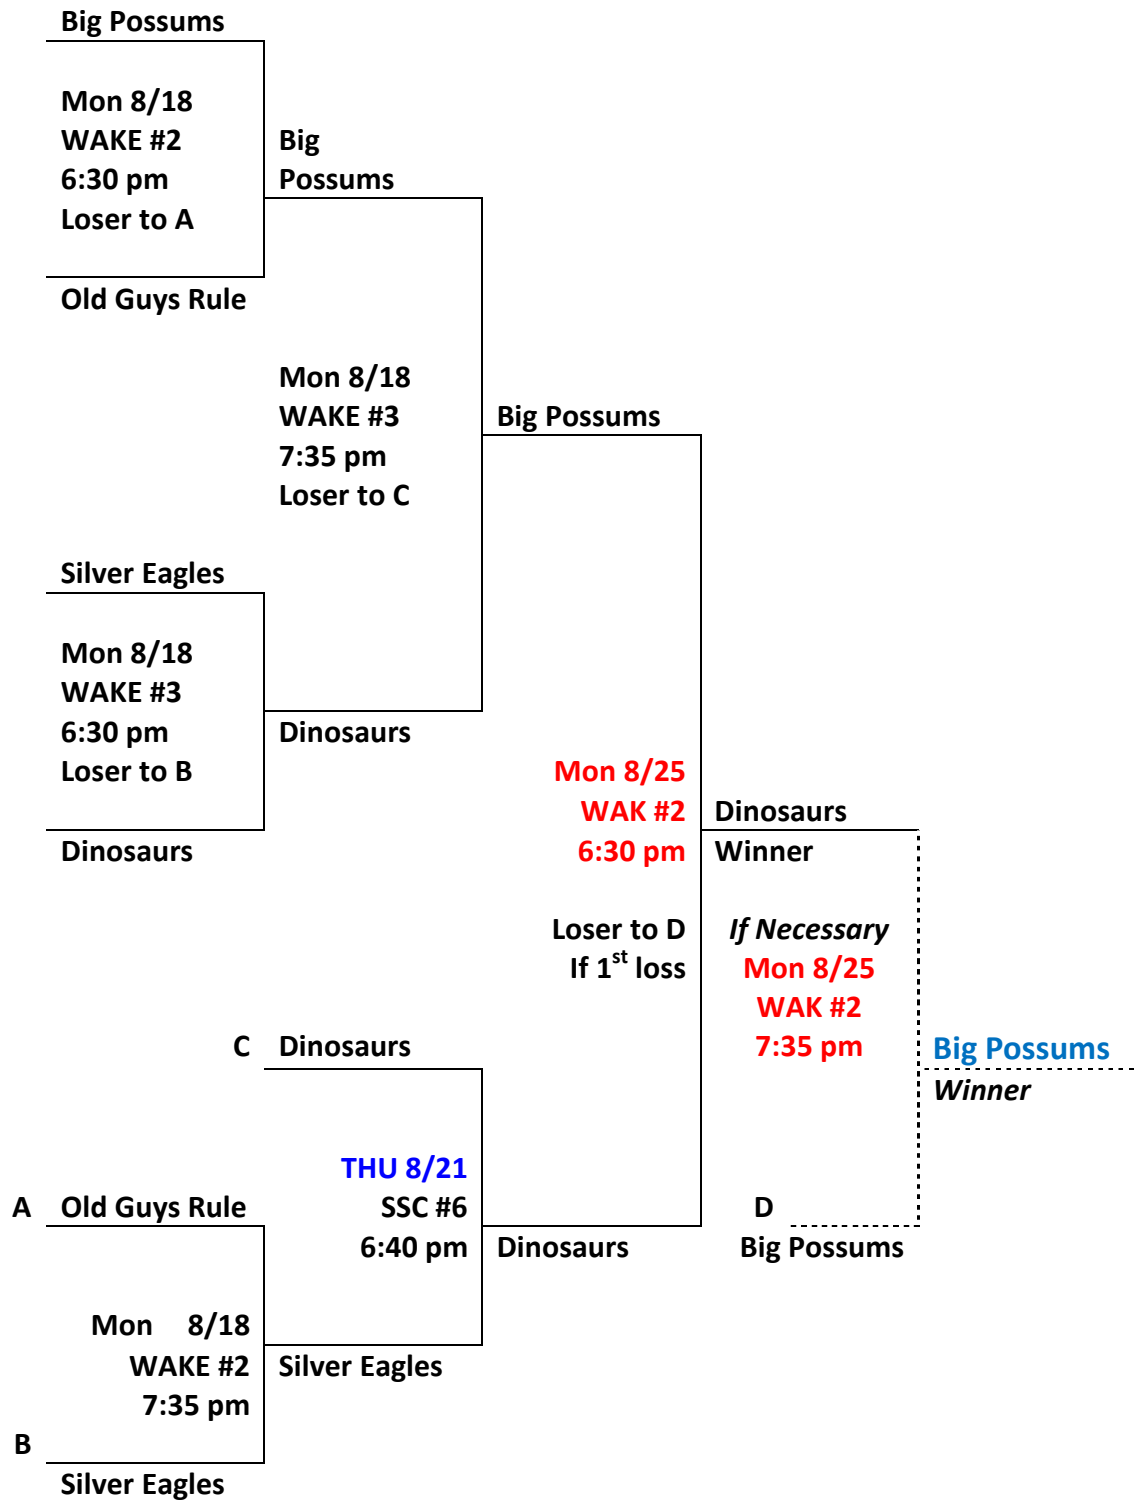 Big Possums
Mon 8/18
WAKE #2
6:30 pm
Loser to A
Big
Possums
Old Guys Rule
Mon 8/18
WAKE #3
7:35 pm
Loser to C
Big Possums
Silver Eagles
Mon 8/18
WAKE #3
6:30 pm
Loser to B
Dinosaurs
Dinosaurs
Mon 8/25
WAK #2
6:30 pm
Loser to D
If 1st loss
Dinosaurs
Winner
If Necessary
Mon 8/25
WAK #2
7:35 pm
Big Possums
Winner
C Dinosaurs
THU 8/21
SSC #6
6:40 pm
Dinosaurs
D
Big Possums
A Old Guys Rule
Mon 8/18
WAKE #2
7:35 pm
Silver Eagles
B
Silver Eagles